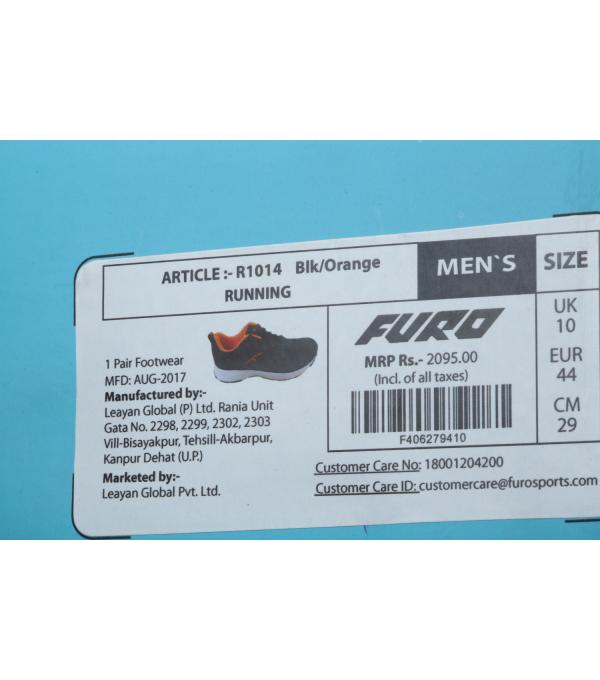 ARTICLE :- R1014 Blk/Orange
RUNNING
MEN`S
SIZE
UK
10
EUR
44
CM
29
FURO
MRP Rs.- 2095.00
(Incl. of all taxes)
F406279410
1 Pair Footwear
MFD: AUG-2017
Manufactured by:-
Leayan Global (P) Ltd. Rania Unit
Gata No. 2298, 2299, 2302, 2303
Vill-Bisayakpur, Tehsill-Akbarpur,
Kanpur Dehat (U.P.)
Marketed by:-
Leayan Global Pvt. Ltd.
Customer Care No: 18001204200
Customer Care ID: customercare@furosports.com